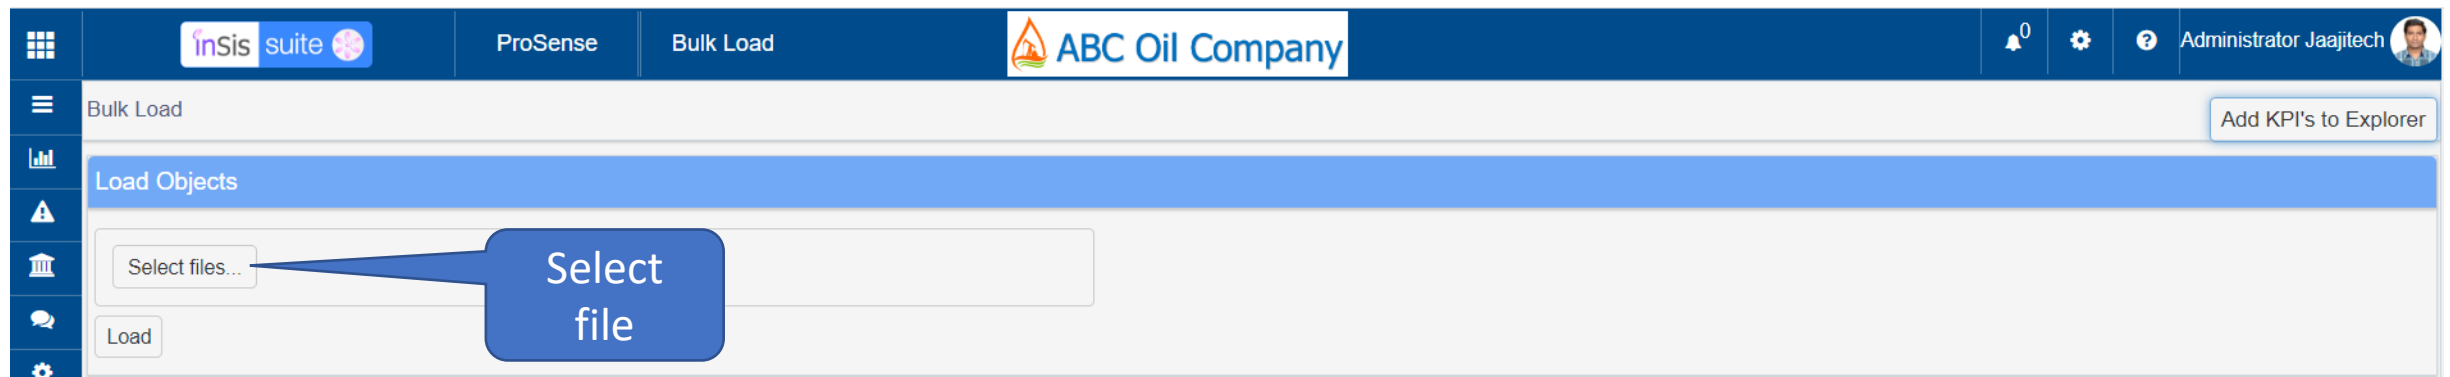 inSis suite
ProSense
Bulk Load
ABC Oil Company
0
Administrator Jaajitech
Bulk Load
Add KPI's to Explorer
Load Objects
Select files...
Select
file
Load